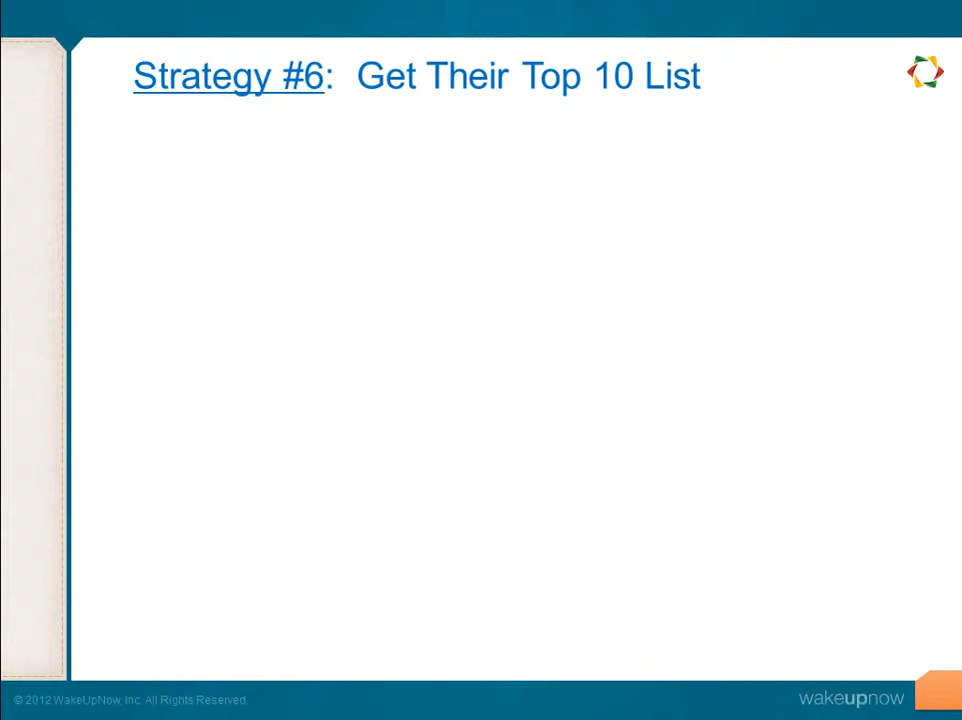 Strategy #6: Get Their Top 10 List
© 2012 WakeUpNow, Inc. All Rights Reserved.
wakeupnow